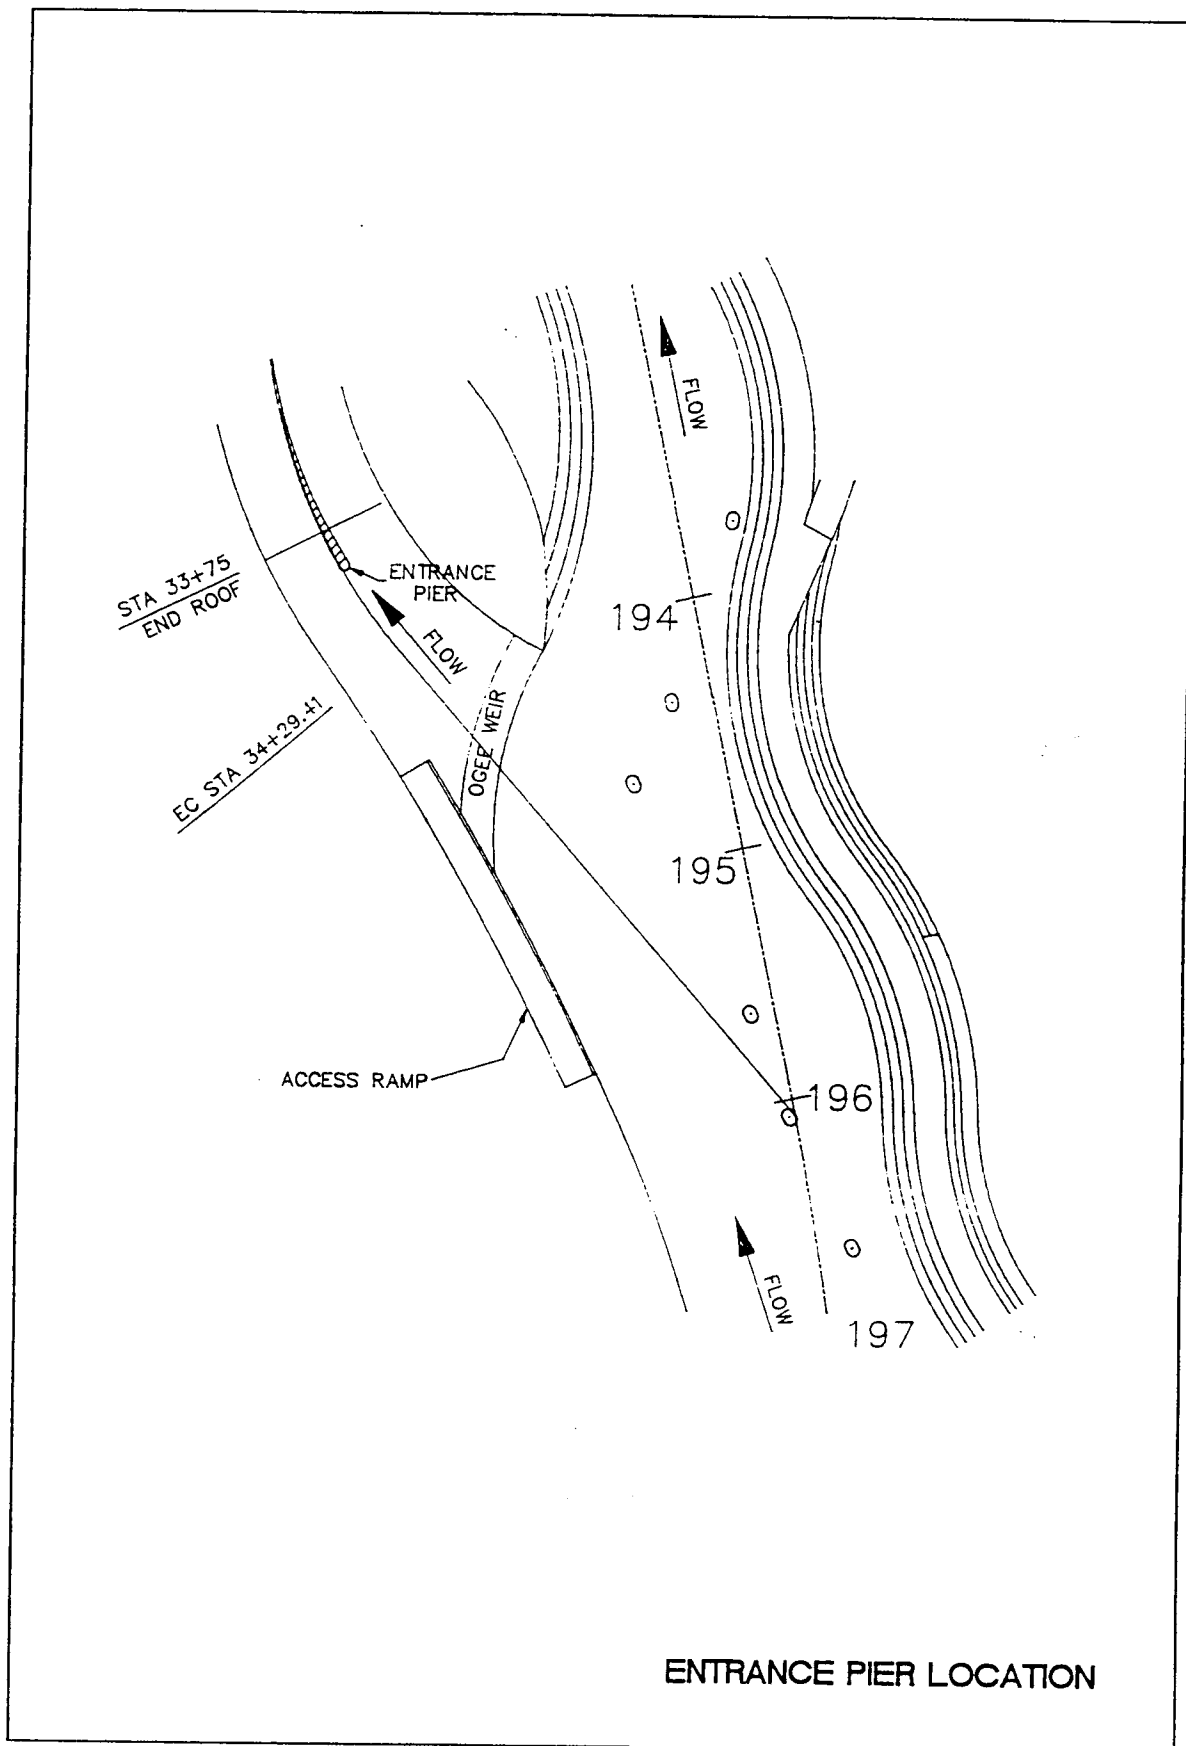 FLOW
STA 33+75
END ROOF
ENTRANCE
PIER
194
FLOW
EC STA 34+29.41
OGEE WEIR
195
ACCESS RAMP
196
FLOW
197
ENTRANCE PIER LOCATION